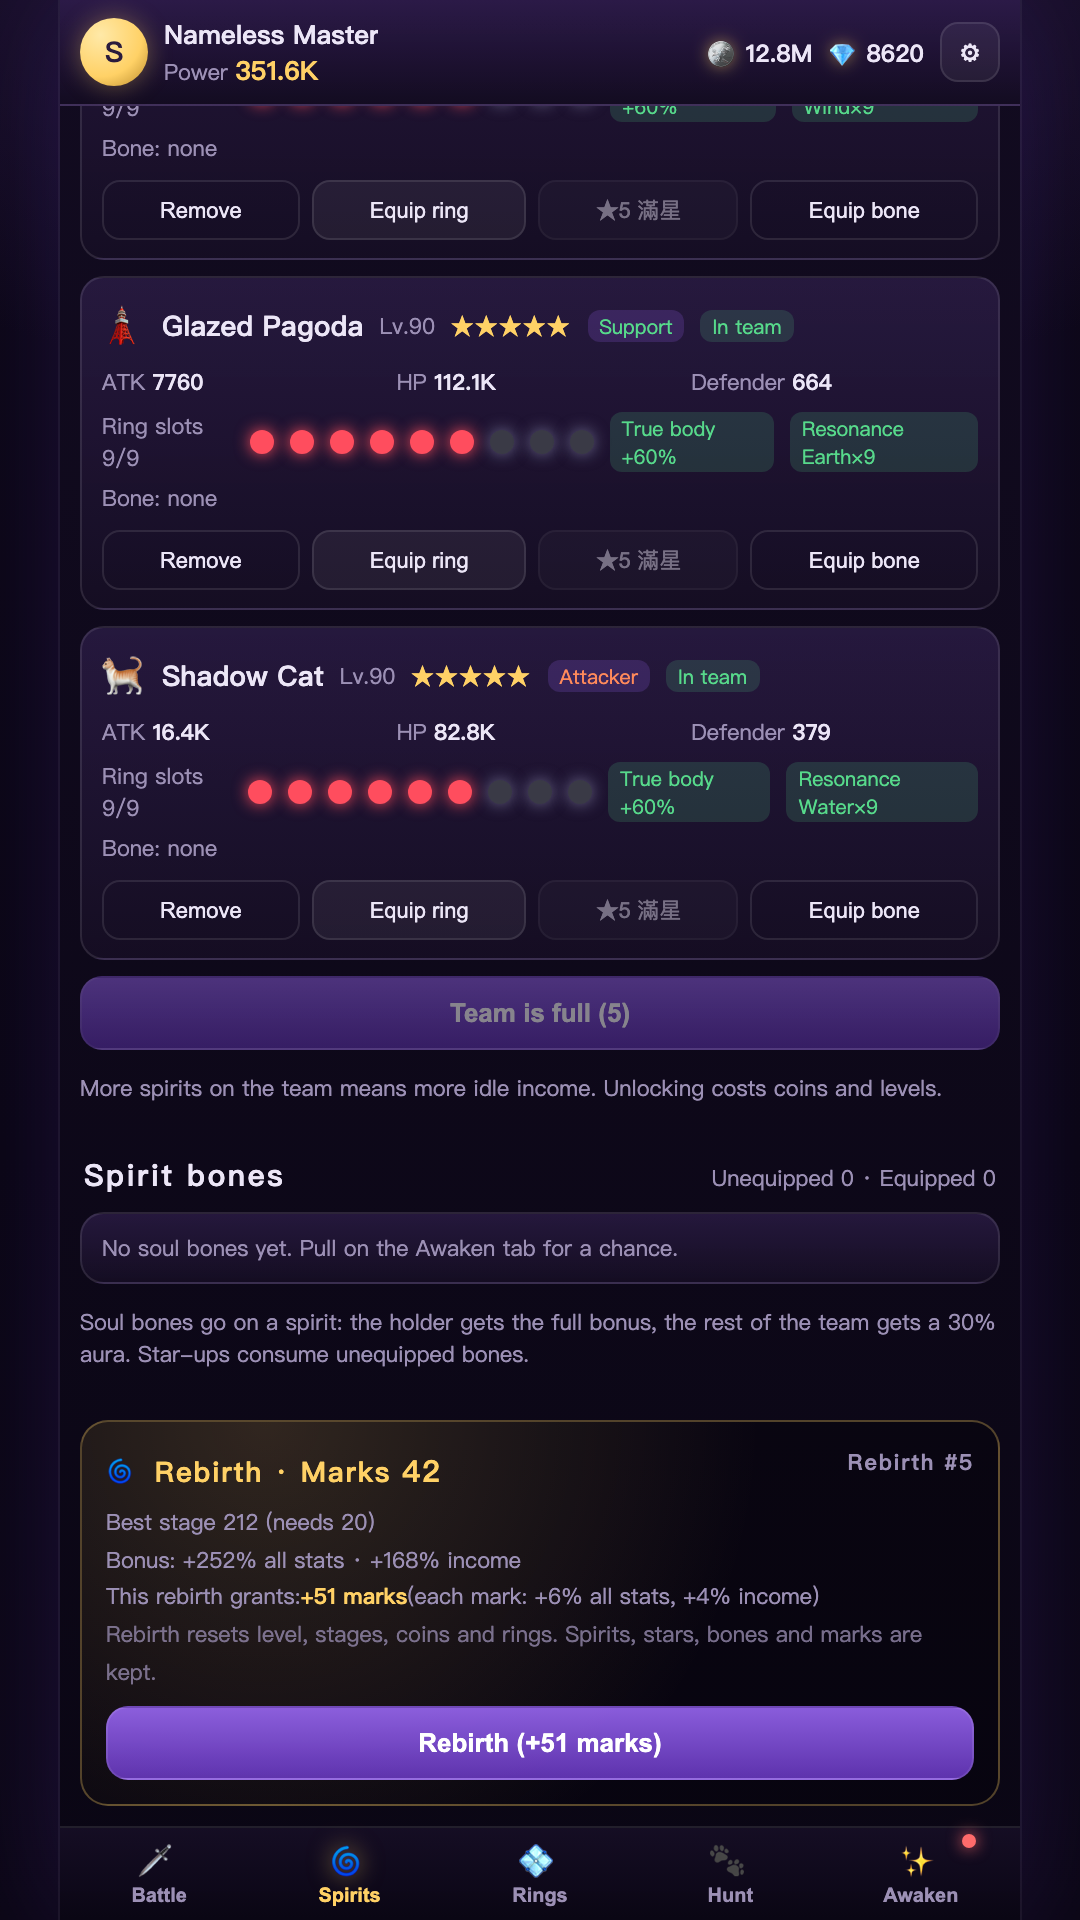 S
Nameless Master
Power 351.6K
12.8M
8620
9/9
+60%
Wind×9
Bone: none
Remove
Equip ring
★5 滿星
Equip bone
Glazed Pagoda Lv.90 ★★★★★ Support In team
ATK 7760 HP 112.1K Defender 664
Ring slots
9/9
True body
+60%
Resonance
Earth×9
Bone: none
Remove
Equip ring
★5 滿星
Equip bone
Shadow Cat Lv.90 ★★★★★ Attacker In team
ATK 16.4K HP 82.8K Defender 379
Ring slots
9/9
True body
+60%
Resonance
Water×9
Bone: none
Remove
Equip ring
★5 滿星
Equip bone
Team is full (5)
More spirits on the team means more idle income. Unlocking costs coins and levels.
Spirit bones
Unequipped 0 · Equipped 0
No soul bones yet. Pull on the Awaken tab for a chance.
Soul bones go on a spirit: the holder gets the full bonus, the rest of the team gets a 30%
aura. Star-ups consume unequipped bones.
Rebirth · Marks 42
Rebirth #5
Best stage 212 (needs 20)
Bonus: +252% all stats · +168% income
This rebirth grants:+51 marks(each mark: +6% all stats, +4% income)
Rebirth resets level, stages, coins and rings. Spirits, stars, bones and marks are
kept.
Rebirth (+51 marks)
Battle
Spirits
Rings
Hunt
Awaken